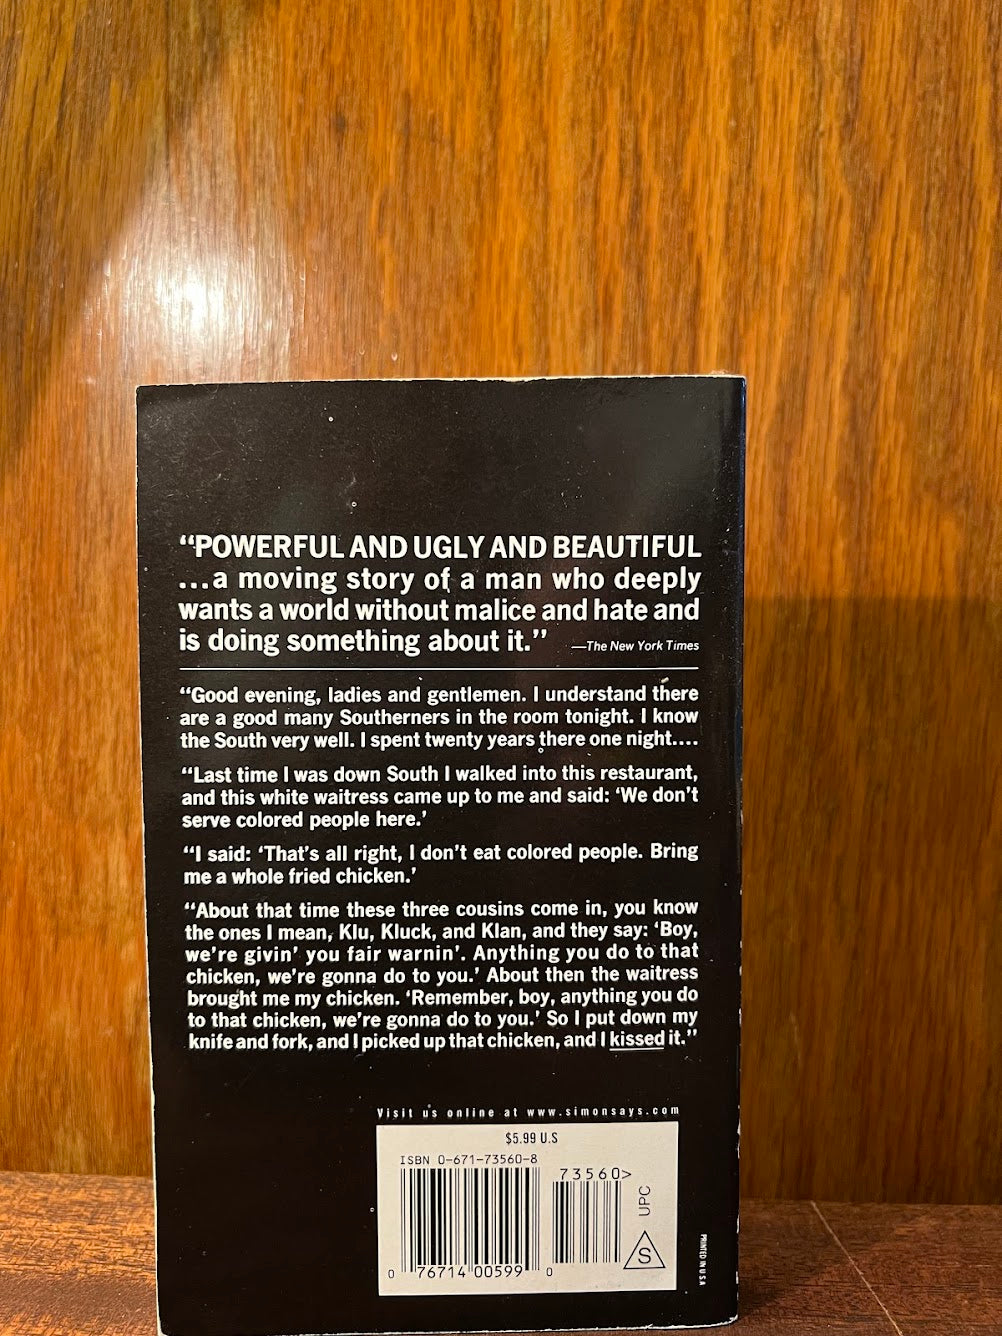 “POWERFUL AND UGLY AND BEAUTIFUL
...a moving story of a man who deeply
wants a world without malice and hate and
is doing something about it.” —The New York Times
“Good evening, ladies and gentlemen. I understand there
are a good many Southerners in the room tonight. I know
the South very well. I spent twenty years there one night....
“Last time I was down South I walked into this restaurant,
and this white waitress came up to me and said: ‘We don’t
serve colored people here.’
“I said: ‘That’s all right, I don’t eat colored people. Bring
me a whole fried chicken.’
“About that time these three cousins come in, you know
the ones I mean, Klu, Kluck, and Klan, and they say: ‘Boy,
we’re givin’ you fair warnin’. Anything you do to that
chicken, we’re gonna do to you.’ About then the waitress
brought me my chicken. ‘Remember, boy, anything you do
to that chicken, we’re gonna do to you.’ So I put down my
knife and fork, and I picked up that chicken, and I kissed it.”
Visit us online at www.simonsays.com
$5.99 U.S
ISBN 0-671-73560-8
73560>
UPC
S
0 76714 00599 0
PRINTED IN U.S.A